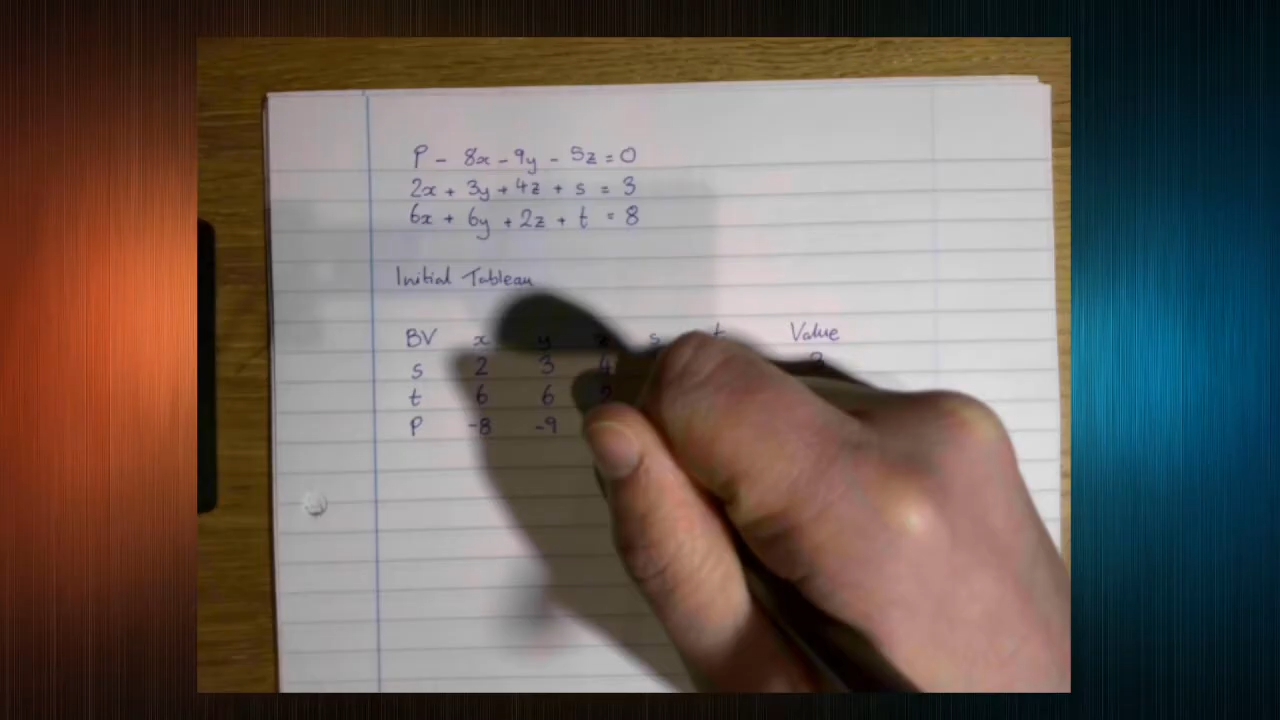 P - 8x - 9y - 5z = 0
2x + 3y + 4z + s = 3
6x + 6y + 2z + t = 8
Initial Tableau
BV x y z s t Value
s 2 3 4 3
t 6 6 2
P -8 -9